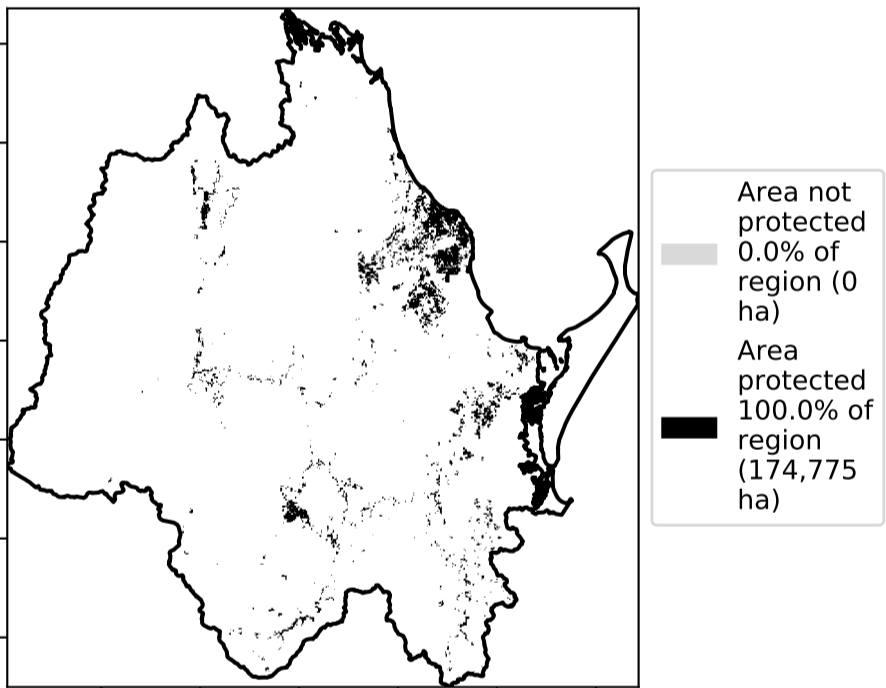 Area not
protected
0.0% of
region (0
ha)
Area
protected
100.0% of
region
(174,775
ha)